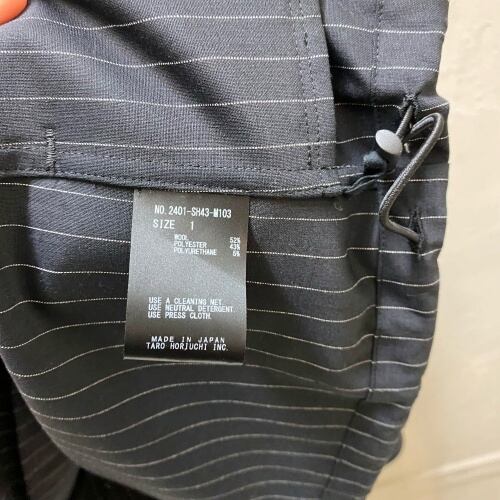 NO. 2401-SH43-M103
SIZE 1
WOOL 52%
POLYESTER 43%
POLYURETHANE 5%
USE A CLEANING NET.
USE NEUTRAL DETERGENT.
USE PRESS CLOTH.
MADE IN JAPAN
TARO HORIUCHI INC.